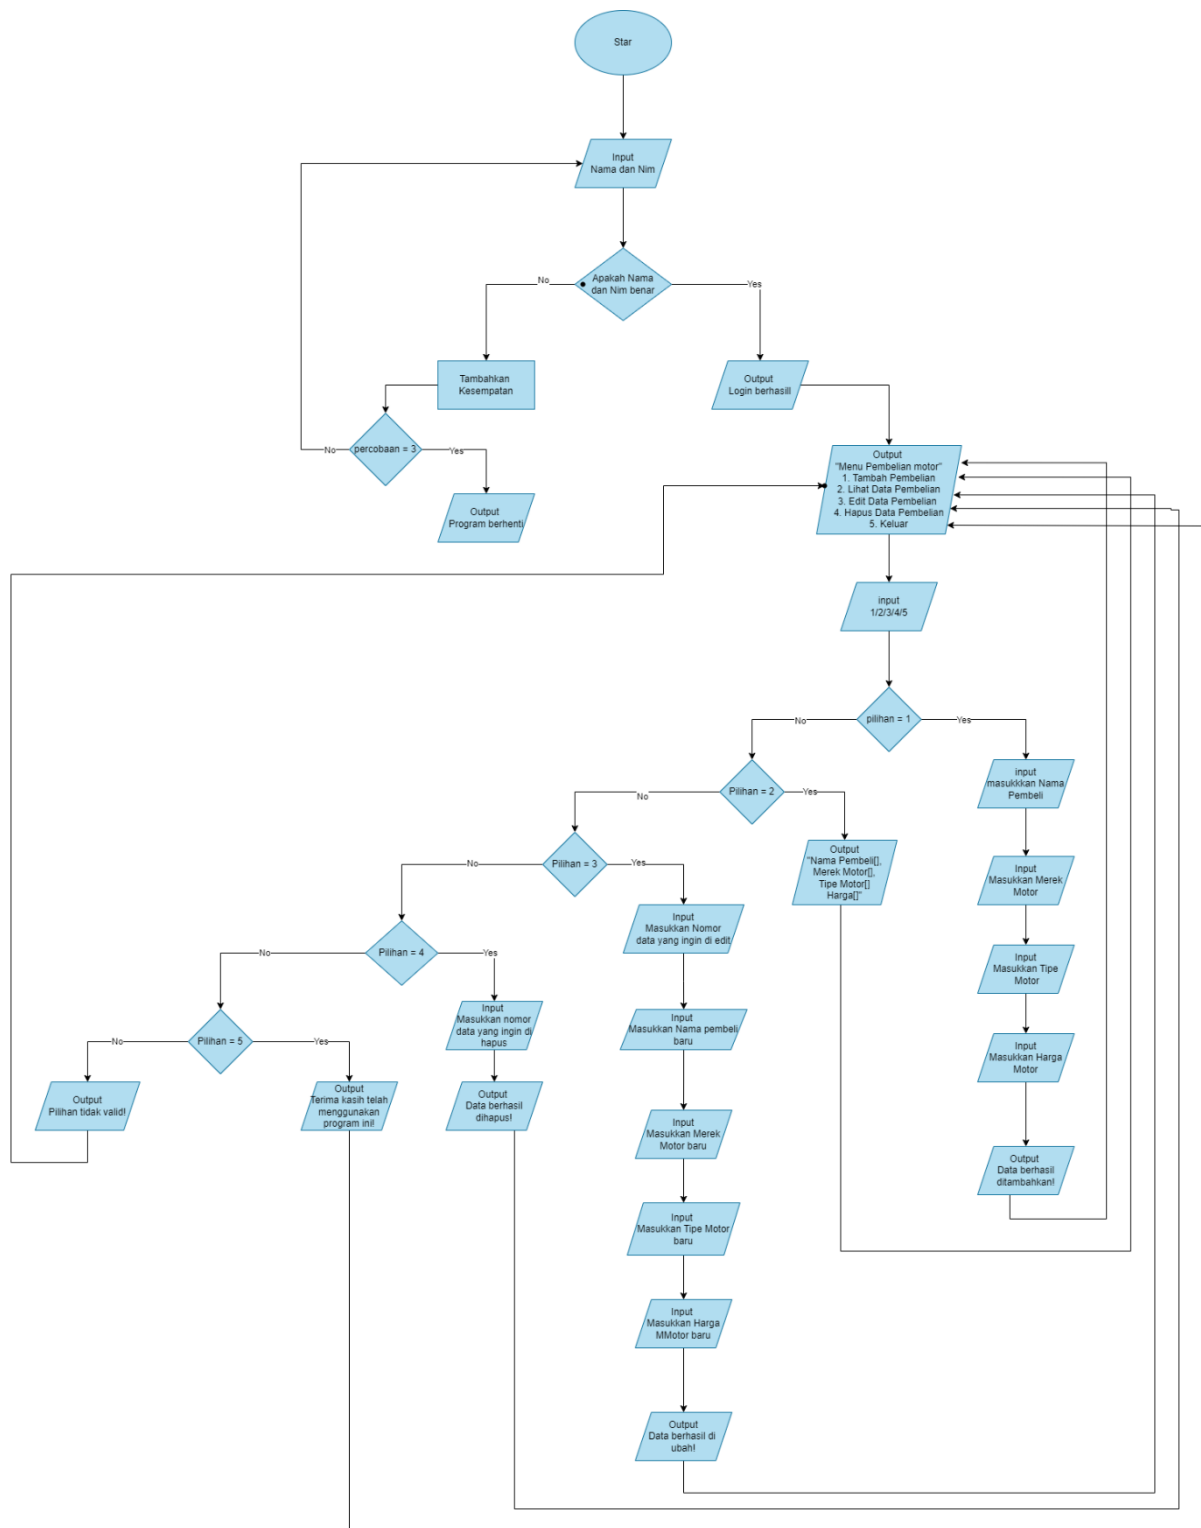 Star
Input
Nama dan Nim
Apakah Nama
dan Nim benar
No
Yes
Tambahkan
Kesempatan
Output
Login berhasill
percobaan = 3
No
Yes
Output
Program berhenti
Output
"Menu Pembelian motor"
1. Tambah Pembelian
2. Lihat Data Pembelian
3. Edit Data Pembelian
4. Hapus Data Pembelian
5. Keluar
input
1/2/3/4/5
pilihan = 1
No
Yes
input
masukkkan Nama
Pembeli
Input
Masukkan Merek
Motor
Input
Masukkan Tipe
Motor
Input
Masukkan Harga
Motor
Output
Data berhasil
ditambahkan!
Pilihan = 2
No
Yes
Output
"Nama Pembeli[],
Merek Motor[],
Tipe Motor[]
Harga[]"
Pilihan = 3
No
Yes
Input
Masukkan Nomor
data yang ingin di edit
Input
Masukkan Nama pembeli
baru
Input
Masukkan Merek
Motor baru
Input
Masukkan Tipe Motor
baru
Input
Masukkan Harga
MMotor baru
Output
Data berhasil di
ubah!
Pilihan = 4
No
Yes
Input
Masukkan nomor
data yang ingin di
hapus
Output
Data berhasil
dihapus!
Pilihan = 5
No
Yes
Output
Pilihan tidak valid!
Output
Terima kasih telah
menggunakan
program ini!